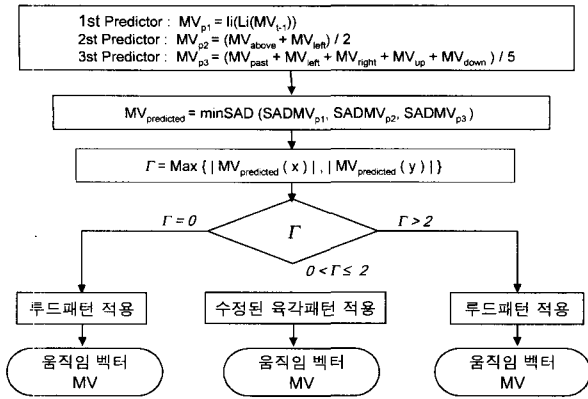 1st Predictor : MVp1 = Ii(Li(MVt-1))
2st Predictor : MVp2 = (MVabove + MVleft) / 2
3st Predictor : MVp3 = (MVpast + MVleft + MVright + MVup + MVdown ) / 5
MVpredicted = minSAD (SADMVp1, SADMVp2, SADMVp3)
Γ = Max { | MVpredicted ( x ) | , | MVpredicted ( y ) | }
Γ = 0
Γ
Γ > 2
0 < Γ ≤ 2
루드패턴 적용
수정된 육각패턴 적용
루드패턴 적용
움직임 벡터
MV
움직임 벡터
MV
움직임 벡터
MV